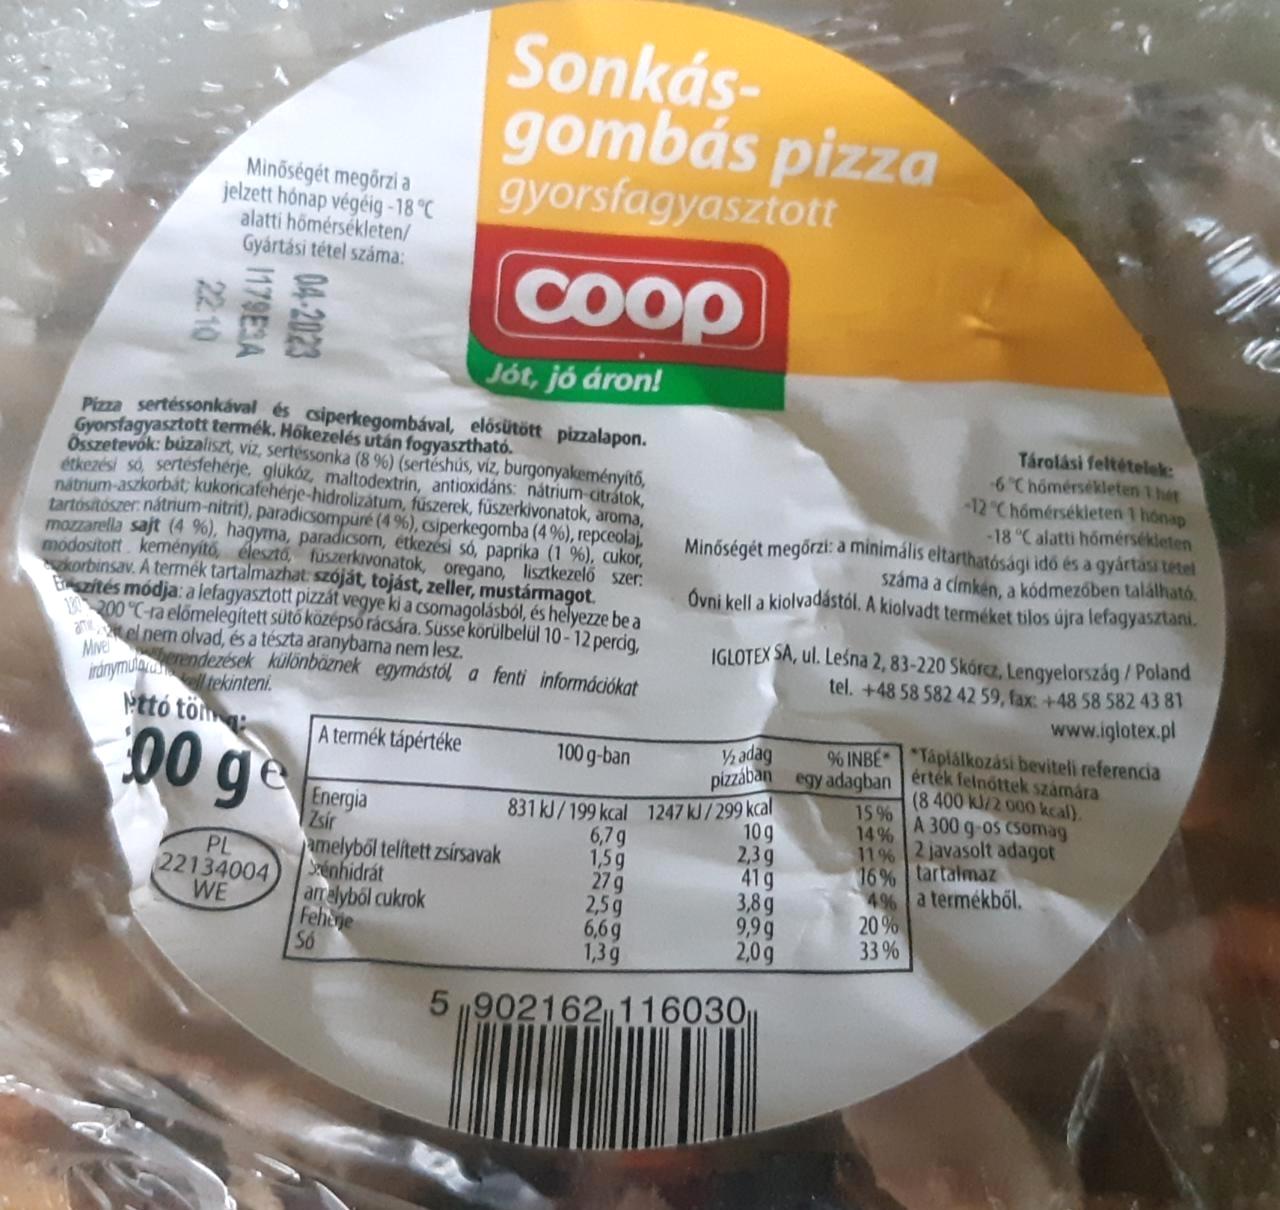 Sonkás-
gombás pizza
gyorsfagyasztott
coop
Jót, jó áron!
Minőségét megőrzi a
jelzett hónap végéig -18 °C
alatti hőmérsékleten/
Gyártási tétel száma:
04-2023
22:10
Pizza sertéssonkával és csiperkegombával, elősütött pizzalapon.
Gyorsfagyasztott termék. Hőkezelés után fogyasztható.
Összetevők: búzaliszt, víz, sertéssonka (8 %) (sertéshús, víz, burgonyakeményítő,
étkezési só, sertésfehérje, glükóz, maltodextrin, antioxidáns: nátrium-citrátok,
nátrium-aszkorbát; kukoricafehérje-hidrolizátum, fűszerek, fűszerkivonatok, aroma,
tartósítószer: nátrium-nitrit), paradicsompüré (4 %), csiperkegomba (4 %), repceolaj,
mozzarella sajt (4 %), hagyma, paradicsom, étkezési só, paprika (1 %), cukor,
módosított keményítő, élesztő, fűszerkivonatok, oregano, lisztkezelő szer:
aszkorbinsav. A termék tartalmazhat: szóját, tojást, zeller, mustármagot.
módja: a lefagyasztott pizzát vegye ki a csomagolásból, és helyezze be a
200 °C-ra előmelegített sütő középső rácsára. Süsse körülbelül 10 - 12 percig,
el nem olvad, és a tészta aranybarna nem lesz.
Mivel különböznek egymástól, a fenti információkat
kell tekinteni.
00 g e
PL
22134004
WE
Tárolási feltételek:
-6 °C hőmérsékleten 1 hét
-12 °C hőmérsékleten 1 hónap
-18 °C alatti hőmérsékleten
Minőségét megőrzi: a minimális eltarthatósági idő és a gyártási tétel
száma a címkén, a kódmezőben található.
Óvni kell a kiolvadástól. A kiolvadt terméket tilos újra lefagyasztani.
IGLOTEX SA, ul. Leśna 2, 83-220 Skórcz, Lengyelország / Poland
tel. +48 58 582 42 59, fax: +48 58 582 43 81
www.iglotex.pl
A termék tápértéke 100 g-ban ½ adag pizzában % INBÉ* egy adagban
Energia 831 kJ / 199 kcal 1247 kJ / 299 kcal 15 %
Zsír 6,7 g 10 g 14 %
amelyből telített zsírsavak 1,5 g 2,3 g 11 %
Szénhidrát 27 g 41 g 16 %
amelyből cukrok 2,5 g 3,8 g 4 %
Fehérje 6,6 g 9,9 g 20 %
Só 1,3 g 2,0 g 33 %
*Táplálkozási beviteli referencia
érték felnőttek számára
(8 400 kJ/2 000 kcal).
A 300 g-os csomag
2 javasolt adagot
tartalmaz
a termékből.
5 902162 116030